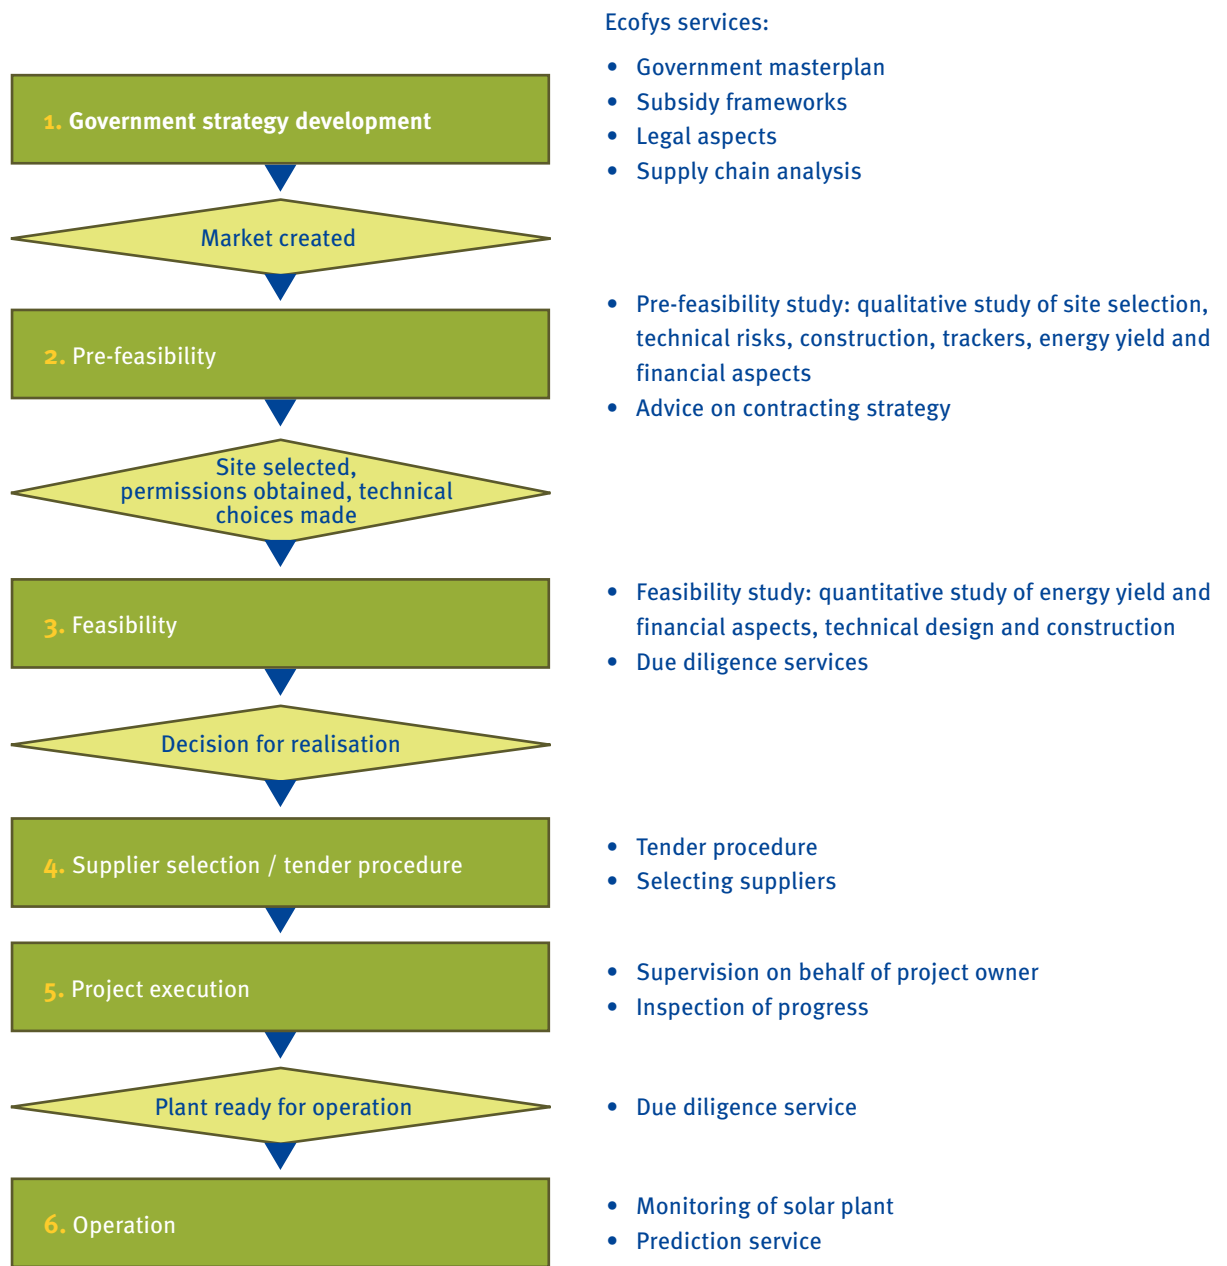 Ecofys services:
1. Government strategy development
• Government masterplan
• Subsidy frameworks
• Legal aspects
• Supply chain analysis
Market created
2. Pre-feasibility
• Pre-feasibility study: qualitative study of site selection,
technical risks, construction, trackers, energy yield and
financial aspects
• Advice on contracting strategy
Site selected,
permissions obtained, technical
choices made
3. Feasibility
• Feasibility study: quantitative study of energy yield and
financial aspects, technical design and construction
• Due diligence services
Decision for realisation
4. Supplier selection / tender procedure
• Tender procedure
• Selecting suppliers
5. Project execution
• Supervision on behalf of project owner
• Inspection of progress
Plant ready for operation
• Due diligence service
6. Operation
• Monitoring of solar plant
• Prediction service